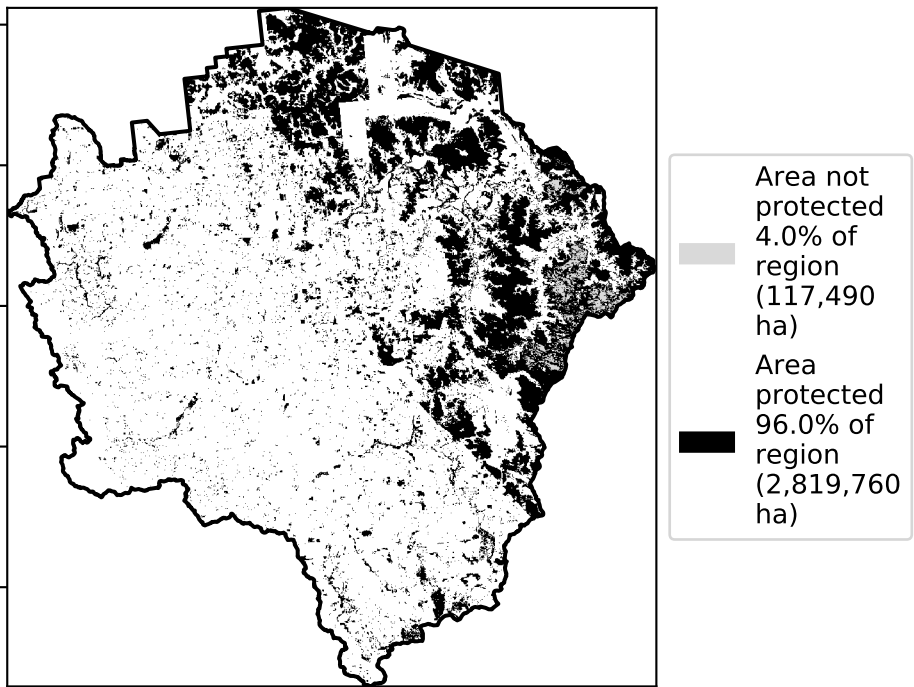 Area not
protected
4.0% of
region
(117,490
ha)
Area
protected
96.0% of
region
(2,819,760
ha)